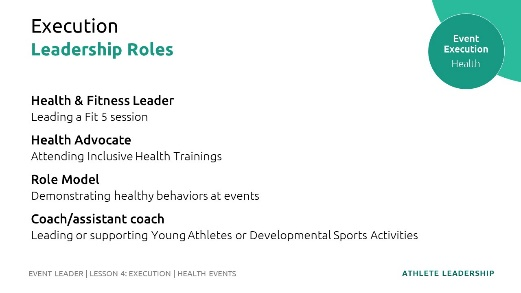 Execution
Leadership Roles
Event
Execution
Health
Health & Fitness Leader
Leading a Fit 5 session
Health Advocate
Attending Inclusive Health Trainings
Role Model
Demonstrating healthy behaviors at events
Coach/assistant coach
Leading or supporting Young Athletes or Developmental Sports Activities
EVENT LEADER | LESSON 4: EXECUTION | HEALTH EVENTS
ATHLETE LEADERSHIP